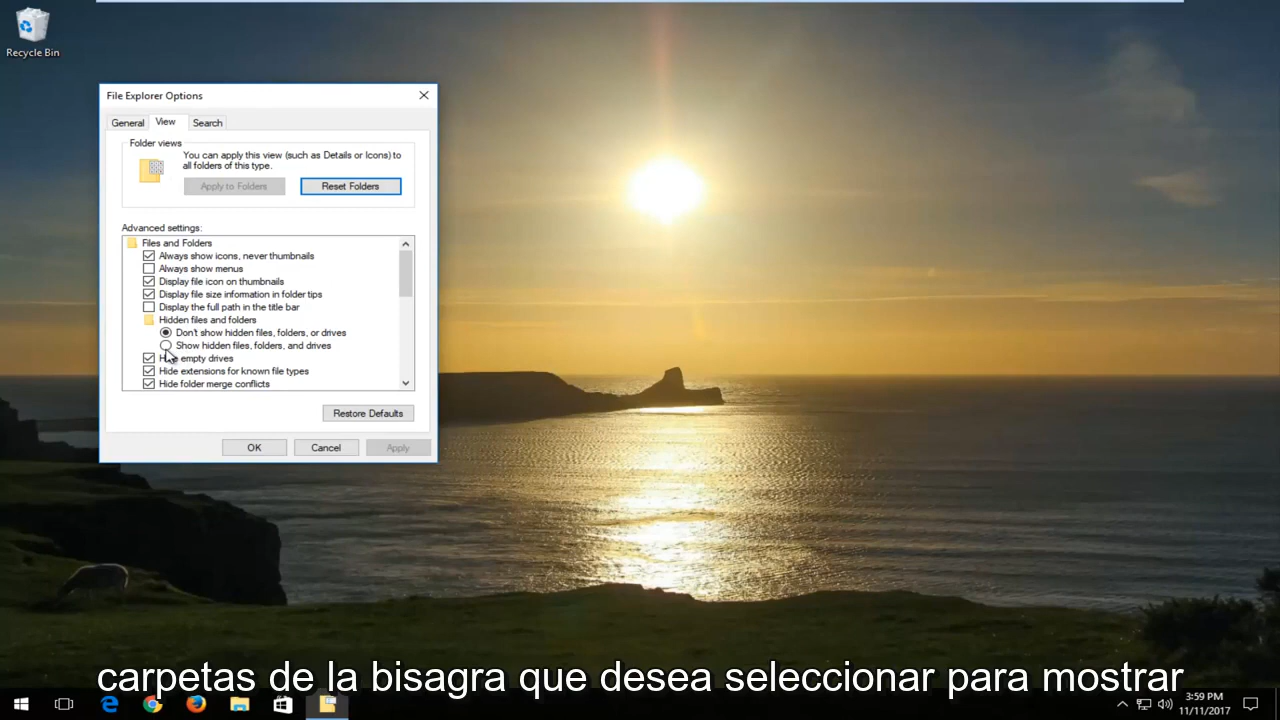 Recycle Bin
File Explorer Options
General
View
Search
Folder views
You can apply this view (such as Details or Icons) to
all folders of this type.
Apply to Folders
Reset Folders
Advanced settings:
Files and Folders
Always show icons, never thumbnails
Always show menus
Display file icon on thumbnails
Display file size information in folder tips
Display the full path in the title bar
Hidden files and folders
Don't show hidden files, folders, or drives
Show hidden files, folders, and drives
Hide empty drives
Hide extensions for known file types
Hide folder merge conflicts
Restore Defaults
OK
Cancel
Apply
carpetas de la bisagra que desea seleccionar para mostrar
3:59 PM
11/11/2017